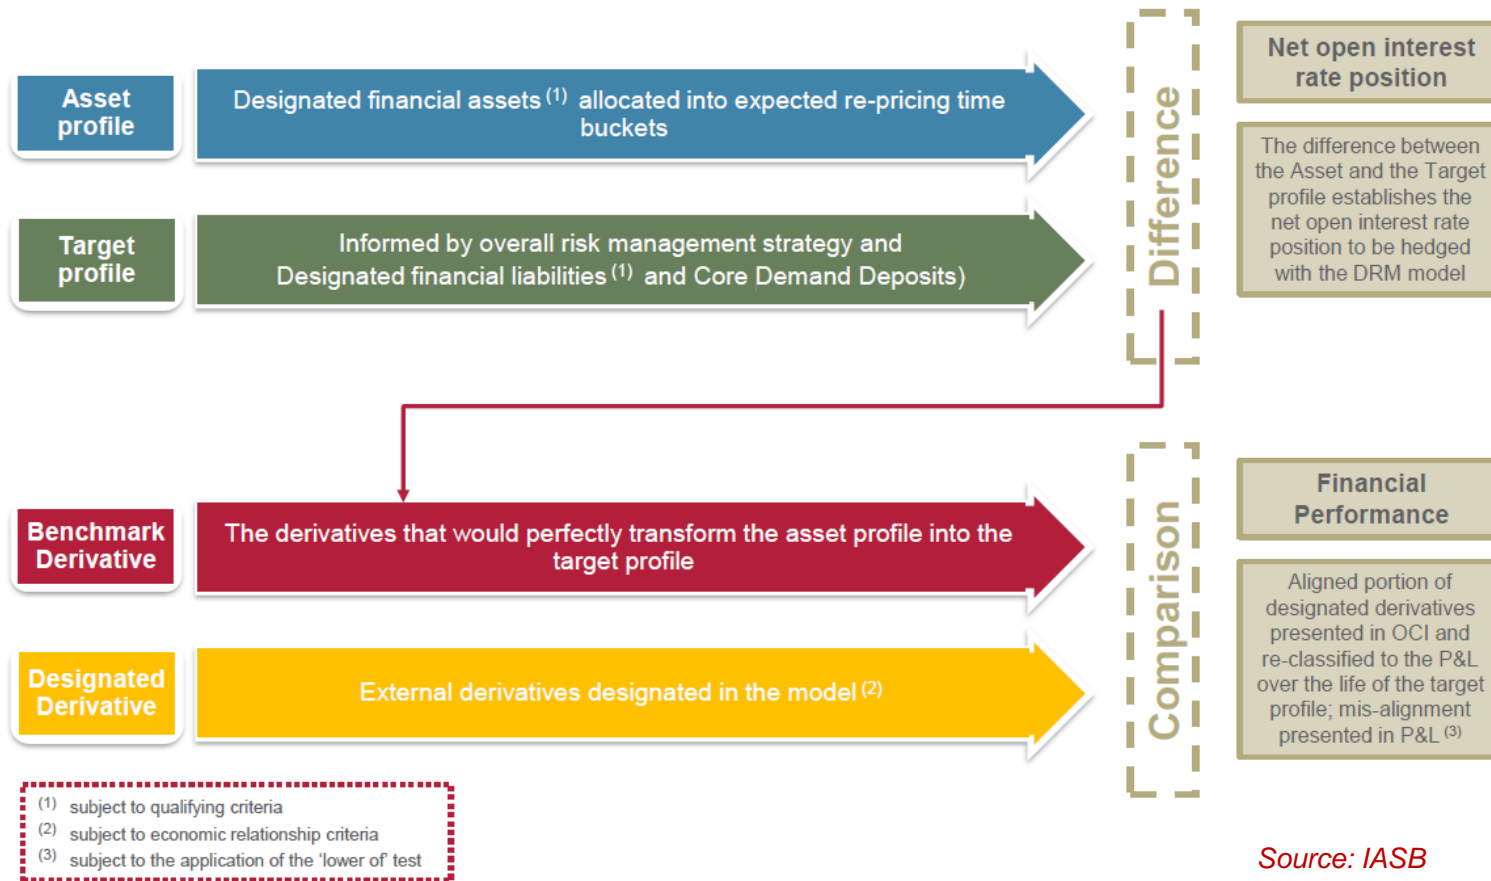 Asset
profile
Designated financial assets (1) allocated into expected re-pricing time
buckets
Target
profile
Informed by overall risk management strategy and
Designated financial liabilities (1) and Core Demand Deposits)
Difference
Net open interest
rate position
The difference between
the Asset and the Target
profile establishes the
net open interest rate
position to be hedged
with the DRM model
Benchmark
Derivative
The derivatives that would perfectly transform the asset profile into the
target profile
Designated
Derivative
External derivatives designated in the model (2)
Comparison
Financial
Performance
Aligned portion of
designated derivatives
presented in OCI and
re-classified to the P&L
over the life of the target
profile; mis-alignment
presented in P&L (3)
(1) subject to qualifying criteria
(2) subject to economic relationship criteria
(3) subject to the application of the 'lower of' test
Source: IASB